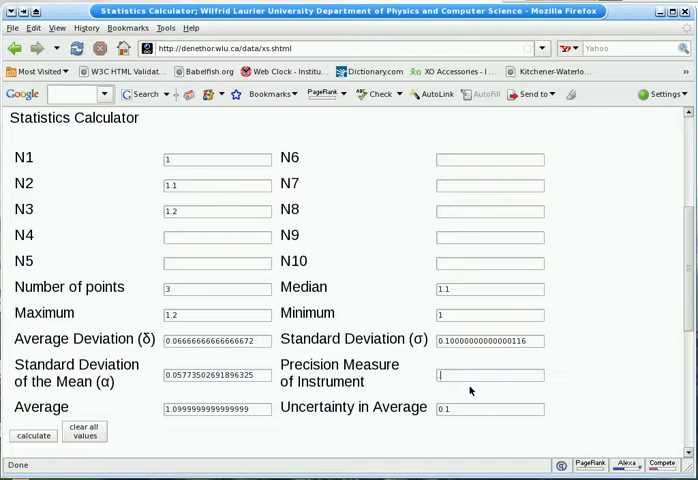 Statistics Calculator; Wilfrid Laurier University Department of Physics and Computer Science - Mozilla Firefox
File Edit View History Bookmarks Tools Help
http://denethor.wlu.ca/data/xs.shtml Yahoo
Most Visited W3C HTML Validat... Babelfish.org Web Clock - Institu... Dictionary.com XO Accessories - I ... Kitchener-Waterlo...
Google Search Bookmarks PageRank Check AutoLink AutoFill Send to Settings
Statistics Calculator
N1 1 N6
N2 1.1 N7
N3 1.2 N8
N4 N9
N5 N10
Number of points 3 Median 1.1
Maximum 1.2 Minimum 1
Average Deviation (δ) 0.06666666666666672 Standard Deviation (σ) 0.10000000000000116
Standard Deviation of the Mean (α) 0.05773502691896325 Precision Measure of Instrument .
Average 1.0999999999999999 Uncertainty in Average 0.1
calculate clear all values
Done PageRank Alexa Compete